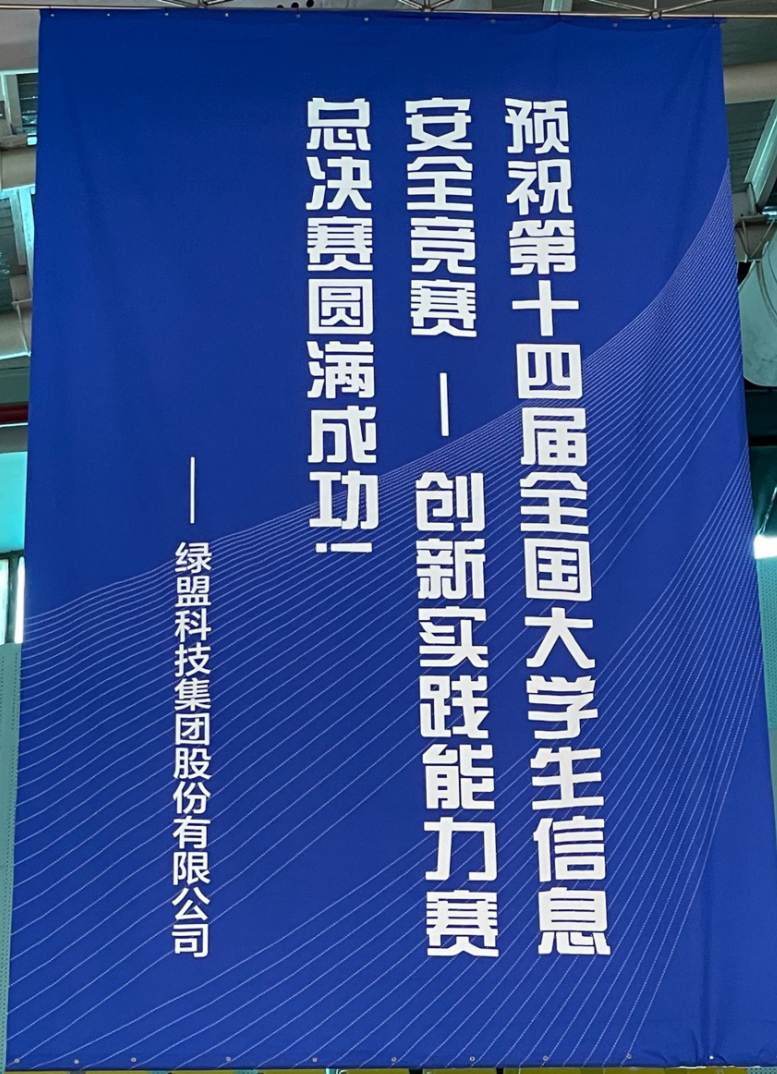 预祝第十四届全国大学生信息
安全竞赛 — 创新实践能力赛
总决赛圆满成功!
—— 绿盟科技集团股份有限公司